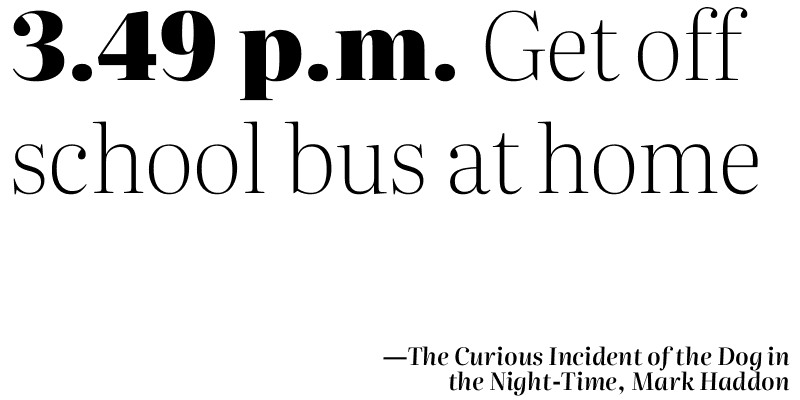 3.49 p.m. Get off
school bus at home
—The Curious Incident of the Dog in
the Night-Time, Mark Haddon